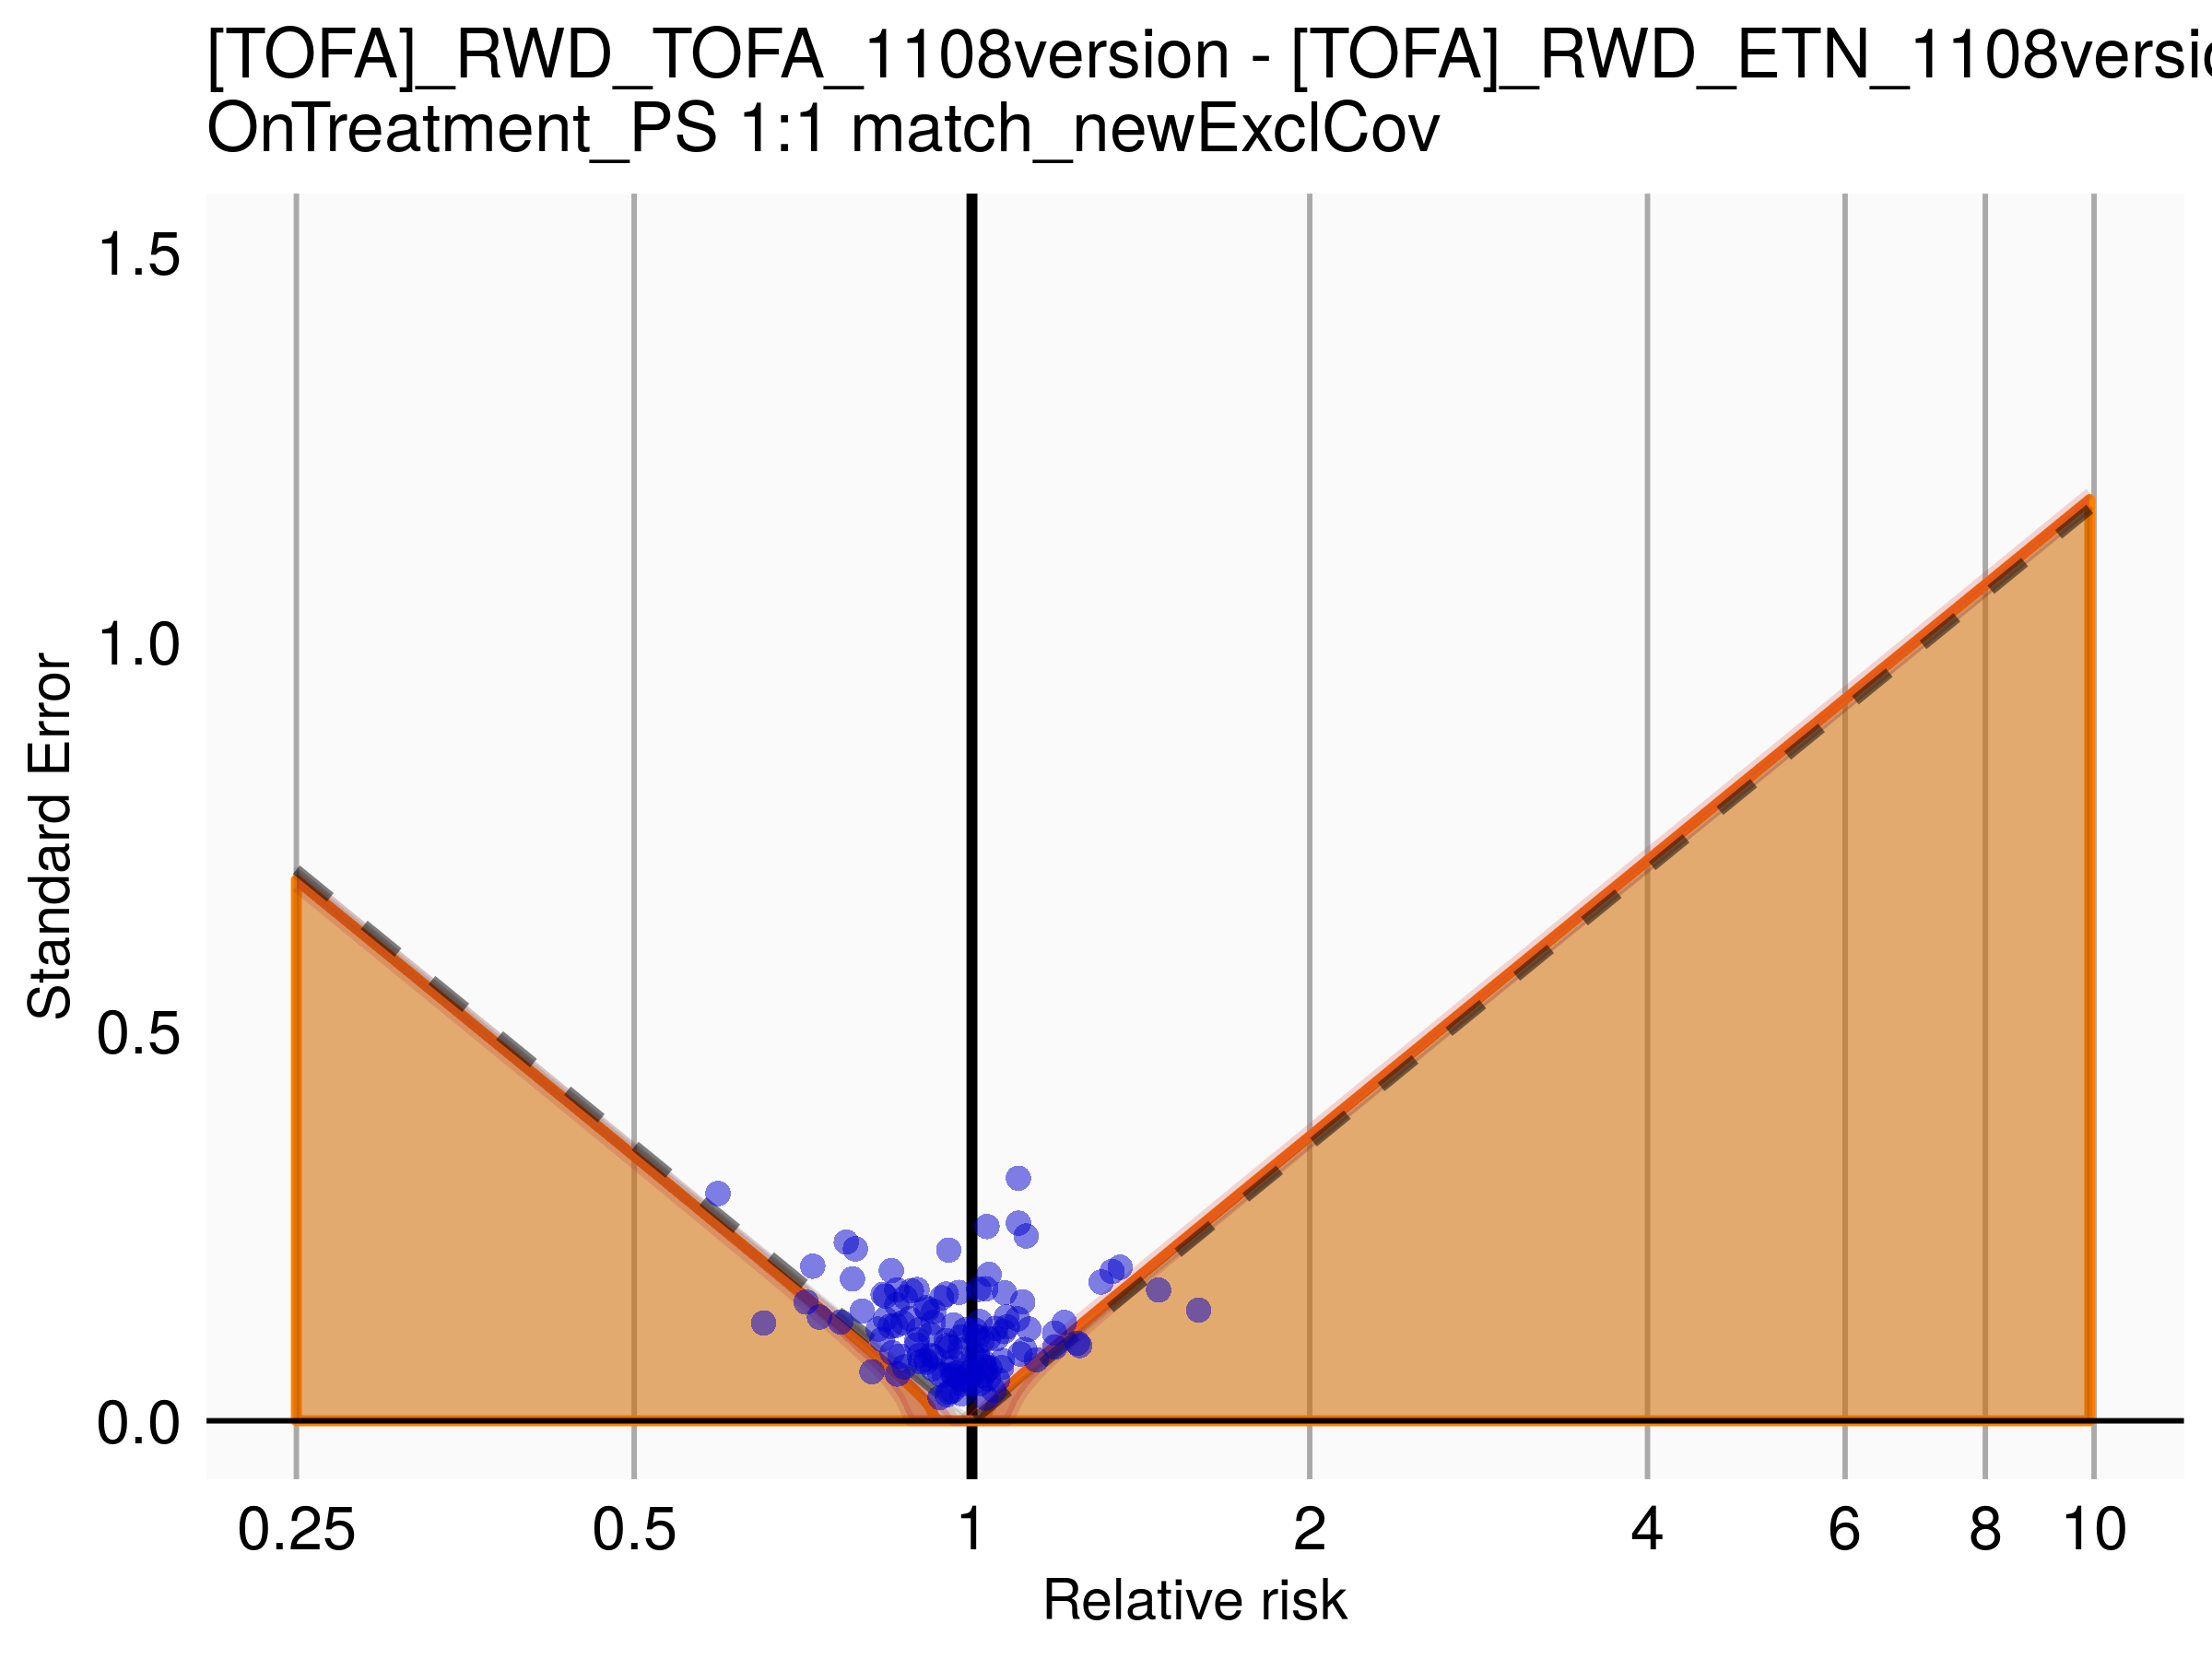 [TOFA]_RWD_TOFA_1108version - [TOFA]_RWD_ETN_1108versio
OnTreatment_PS 1:1 match_newExclCov
1.5
1.0
0.5
0.0
Standard Error
0.25 0.5 1 2 4 6 8 10
Relative risk